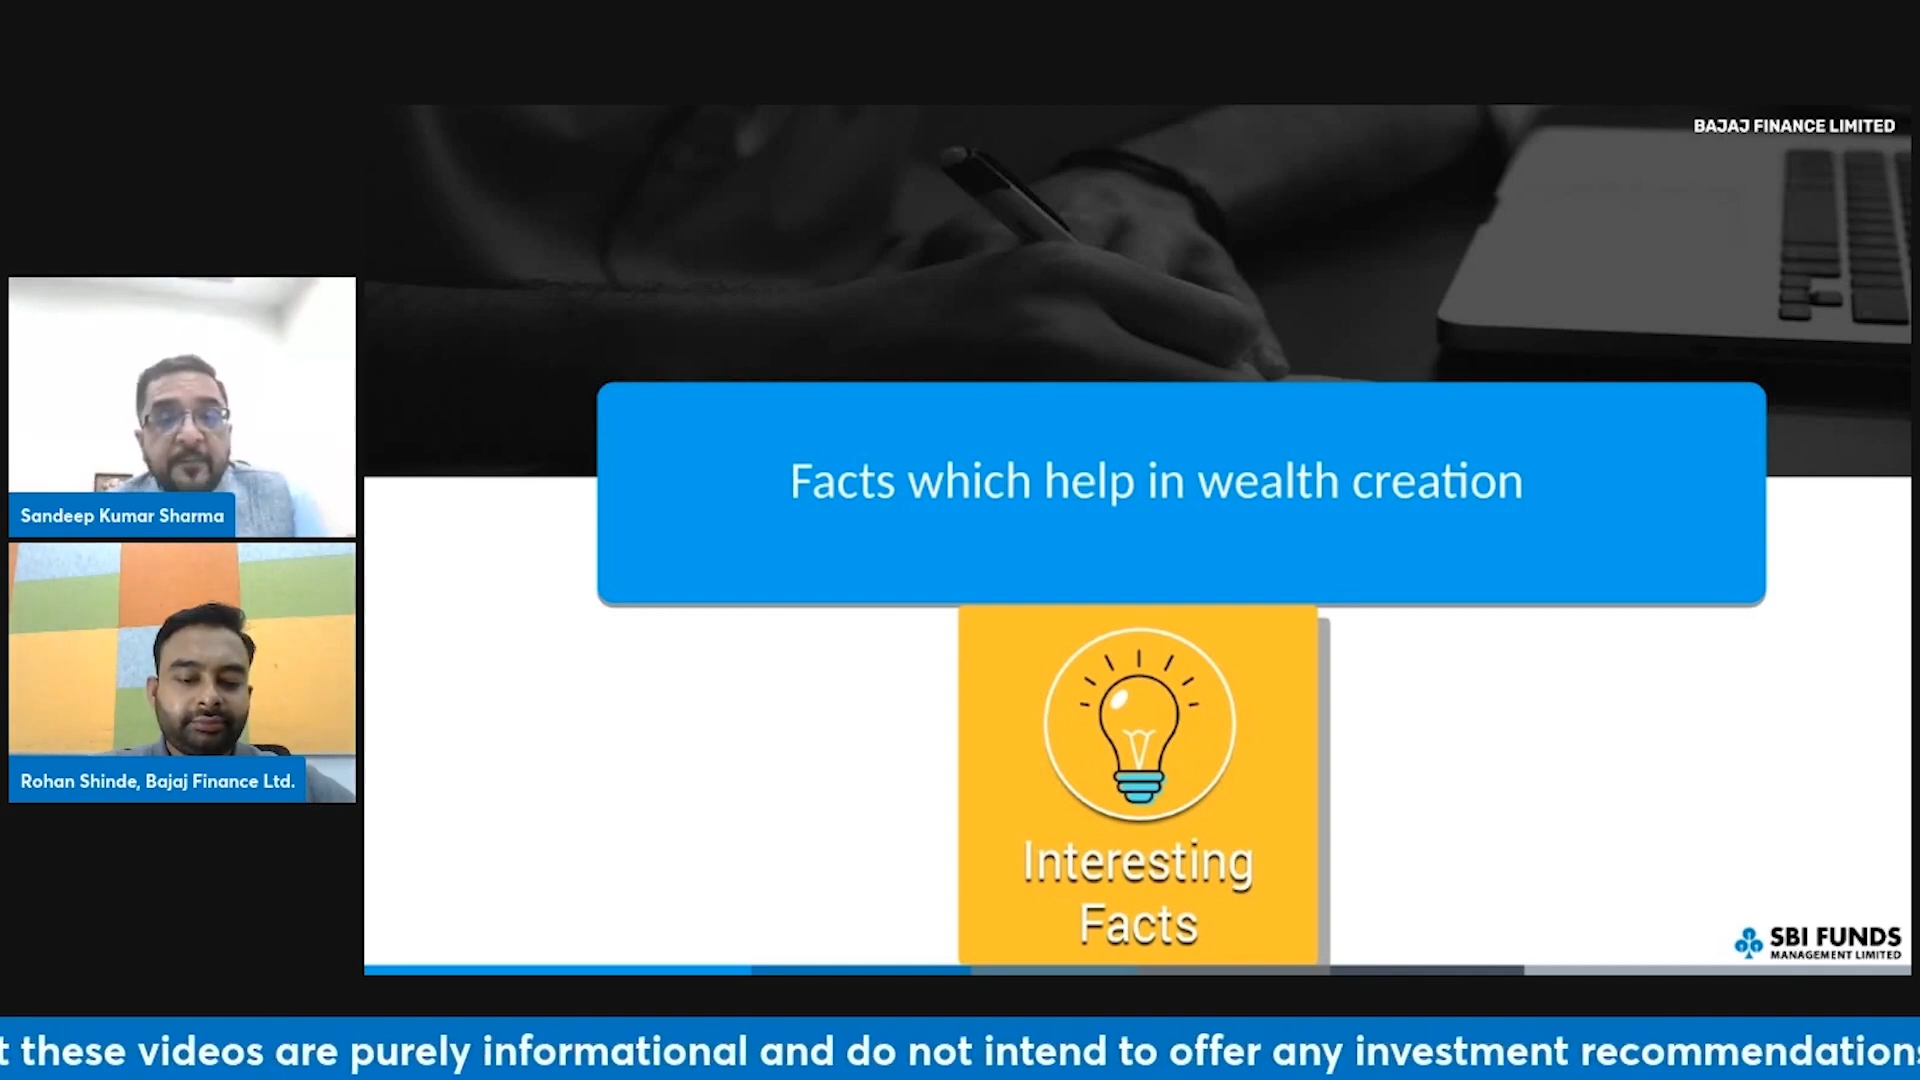 BAJAJ FINANCE LIMITED
Facts which help in wealth creation
Sandeep Kumar Sharma
Rohan Shinde, Bajaj Finance Ltd.
Interesting
Facts
SBI FUNDS
MANAGEMENT LIMITED
t these videos are purely informational and do not intend to offer any investment recommendations